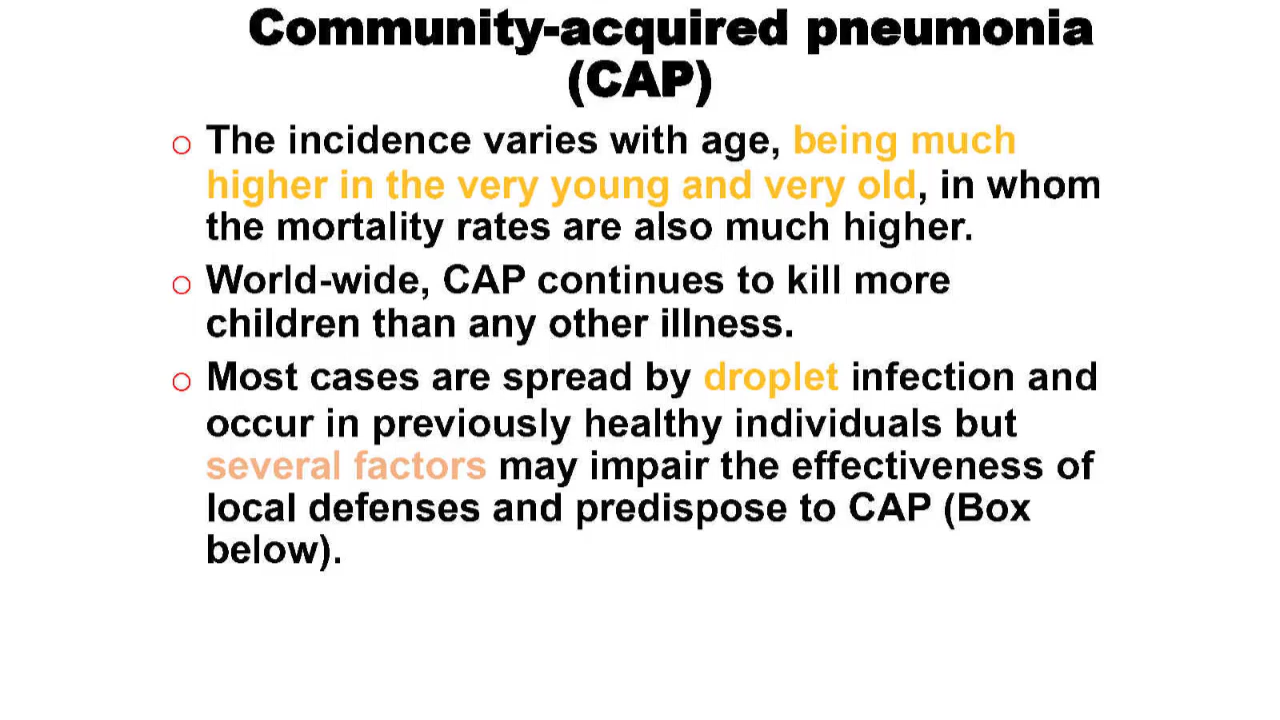 Community-acquired pneumonia
(CAP)
o The incidence varies with age, being much
higher in the very young and very old, in whom
the mortality rates are also much higher.
o World-wide, CAP continues to kill more
children than any other illness.
o Most cases are spread by droplet infection and
occur in previously healthy individuals but
several factors may impair the effectiveness of
local defenses and predispose to CAP (Box
below).